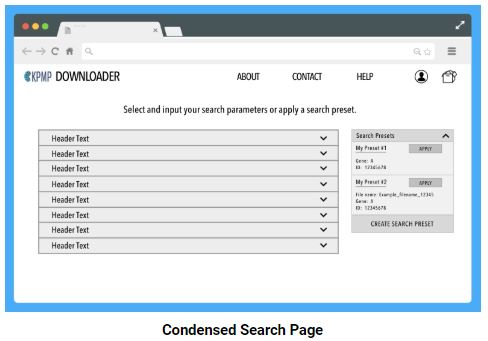 KPMP DOWNLOADER
ABOUT CONTACT HELP
Select and input your search parameters or apply a search preset.
Header Text
Header Text
Header Text
Header Text
Header Text
Header Text
Header Text
Header Text
Search Presets
My Preset #1 APPLY
Gene: A
ID: 12345678
My Preset #2 APPLY
File name: Example_filename_12345
Gene: X
ID: 12345678
CREATE SEARCH PRESET
Condensed Search Page